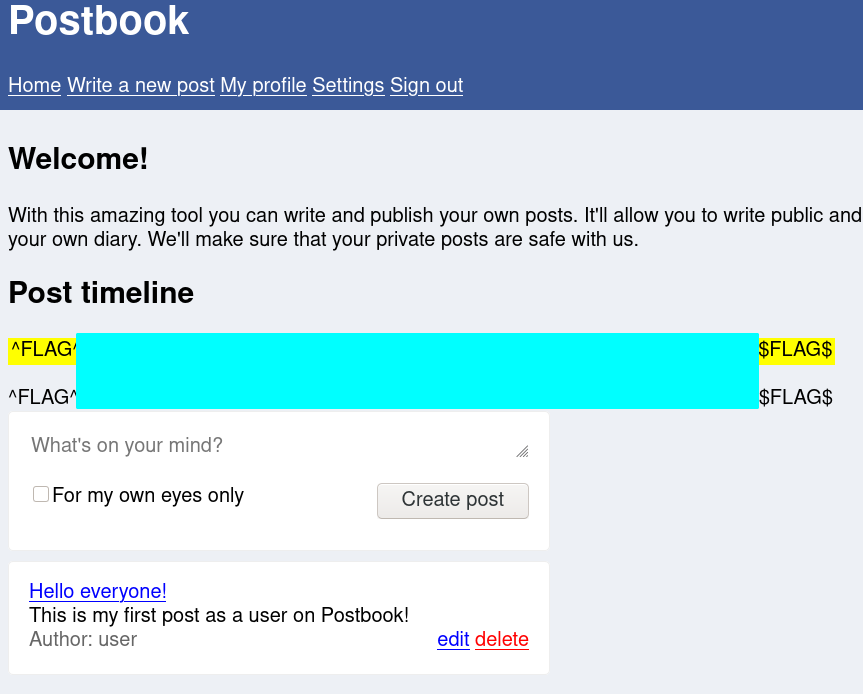 Postbook
Home Write a new post My profile Settings Sign out
Welcome!
With this amazing tool you can write and publish your own posts. It'll allow you to write public and
your own diary. We'll make sure that your private posts are safe with us.
Post timeline
^FLAG^ $FLAG$
^FLAG^ $FLAG$
What's on your mind?
For my own eyes only Create post
Hello everyone!
This is my first post as a user on Postbook!
Author: user edit delete